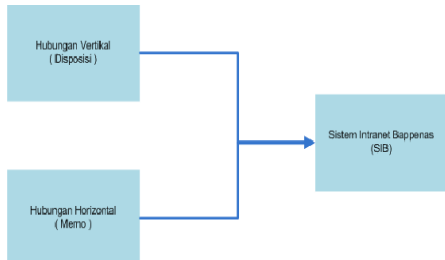 Hubungan Vertikal
( Disposisi )
Sistem Intranet Bappenas
(SIB)
Hubungan Horizontal
( Memo )